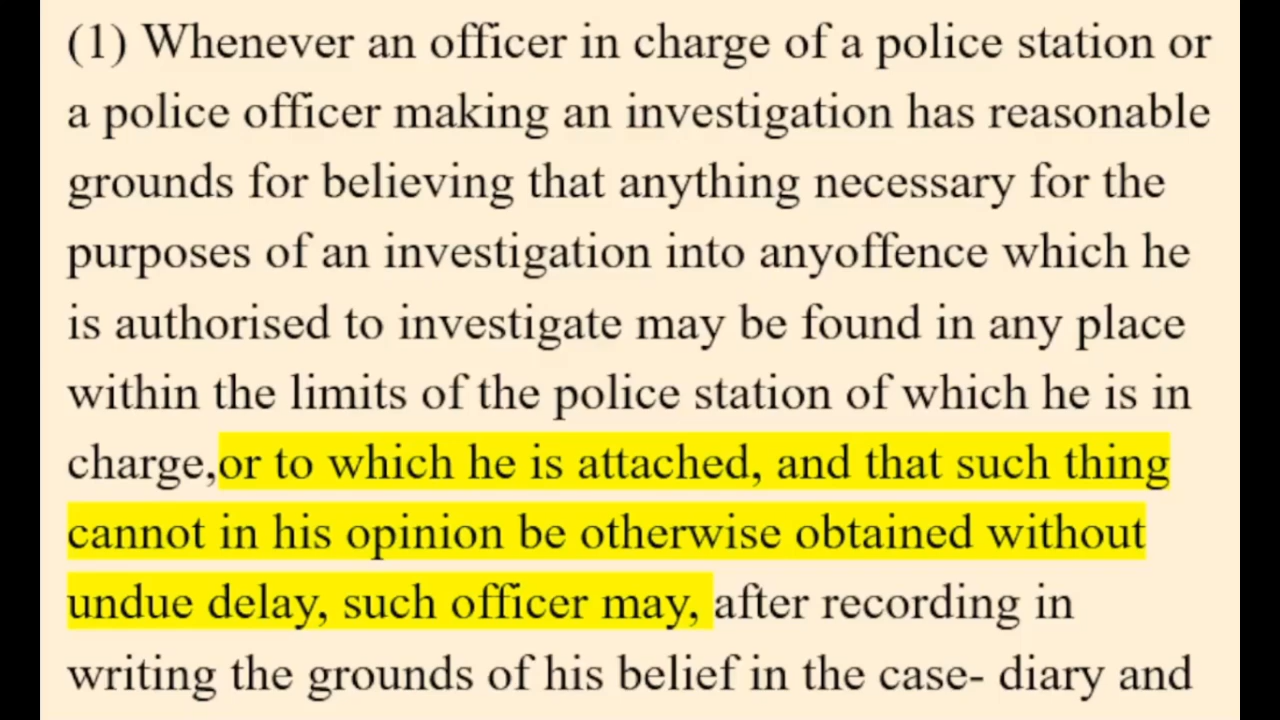 (1) Whenever an officer in charge of a police station or
a police officer making an investigation has reasonable
grounds for believing that anything necessary for the
purposes of an investigation into anyoffence which he
is authorised to investigate may be found in any place
within the limits of the police station of which he is in
charge,or to which he is attached, and that such thing
cannot in his opinion be otherwise obtained without
undue delay, such officer may, after recording in
writing the grounds of his belief in the case- diary and